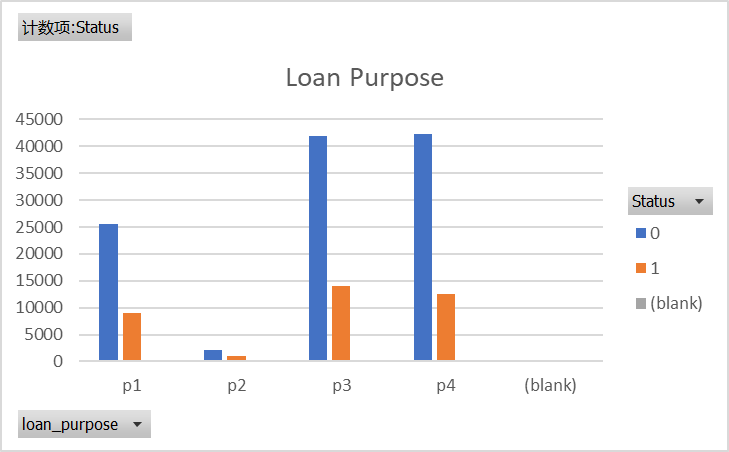 计数项:Status
Loan Purpose
45000
40000
35000
30000
25000
20000
15000
10000
5000
0
p1 p2 p3 p4 (blank)
Status
0
1
(blank)
loan_purpose